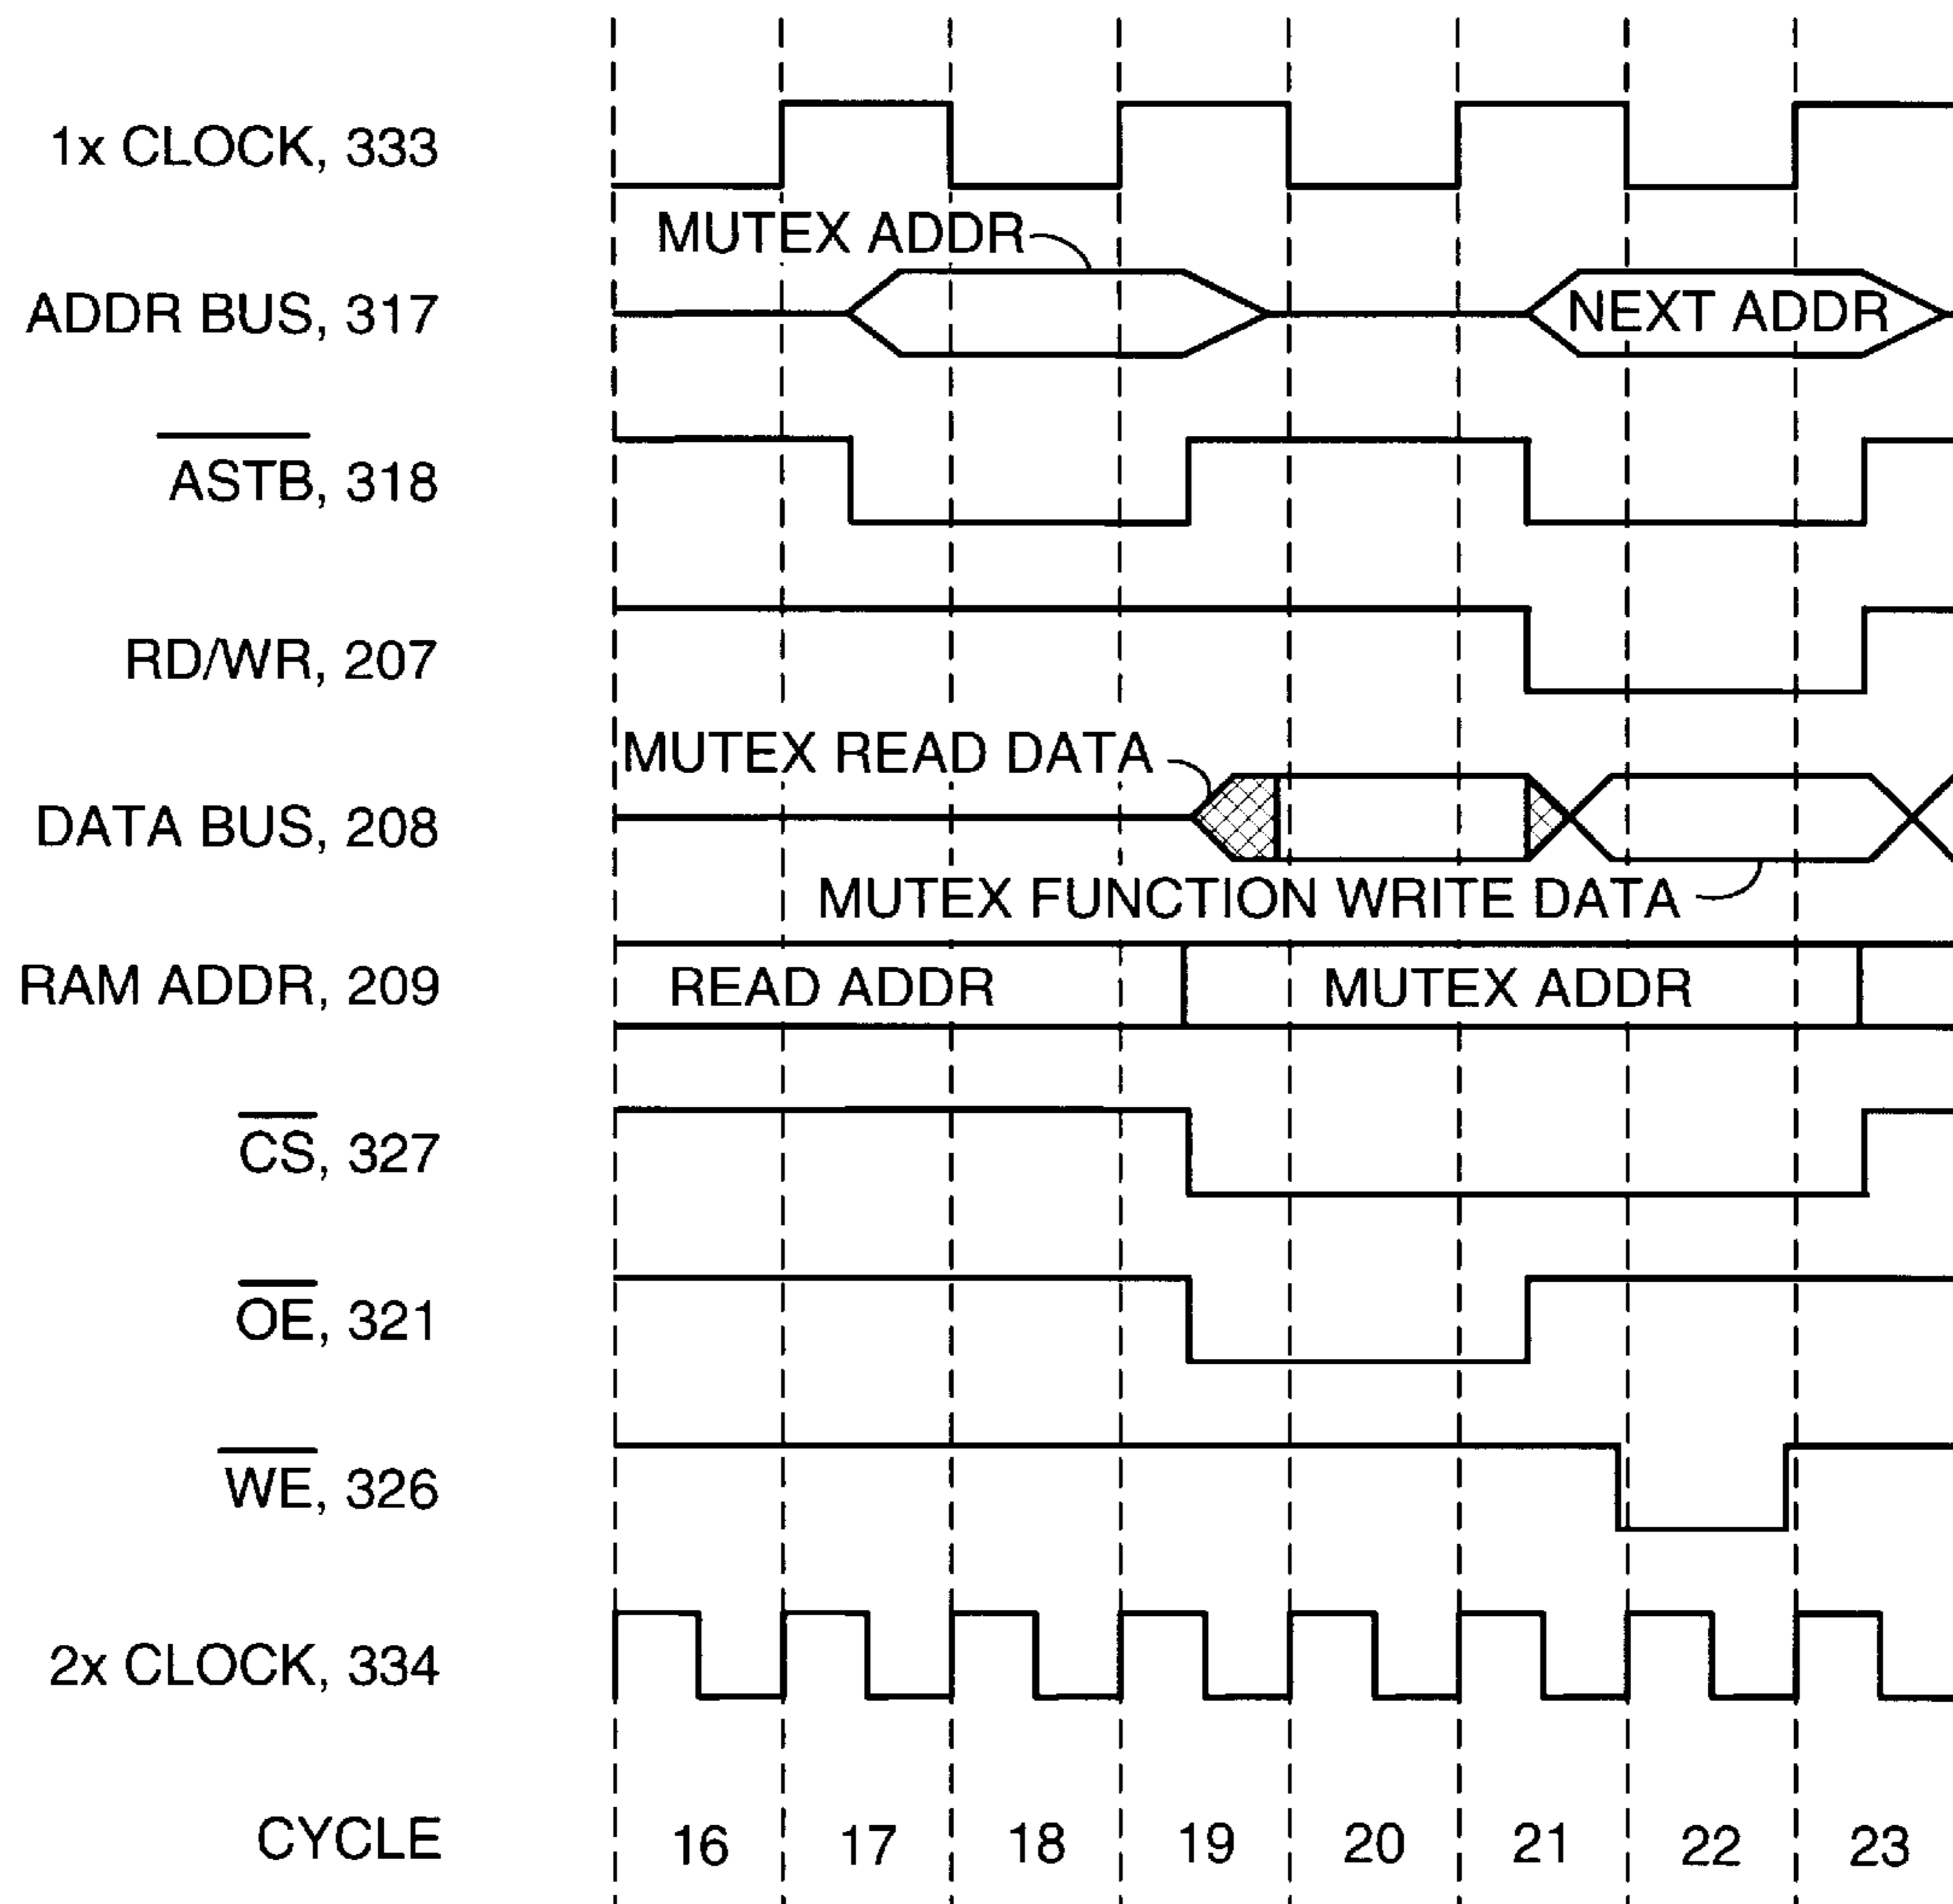 1x CLOCK, 333
MUTEX ADDR
ADDR BUS, 317
NEXT ADDR
ASTB, 318
RD/WR, 207
MUTEX READ DATA
DATA BUS, 208
MUTEX FUNCTION WRITE DATA
RAM ADDR, 209
READ ADDR
MUTEX ADDR
CS, 327
OE, 321
WE, 326
2x CLOCK, 334
CYCLE 16 17 18 19 20 21 22 23